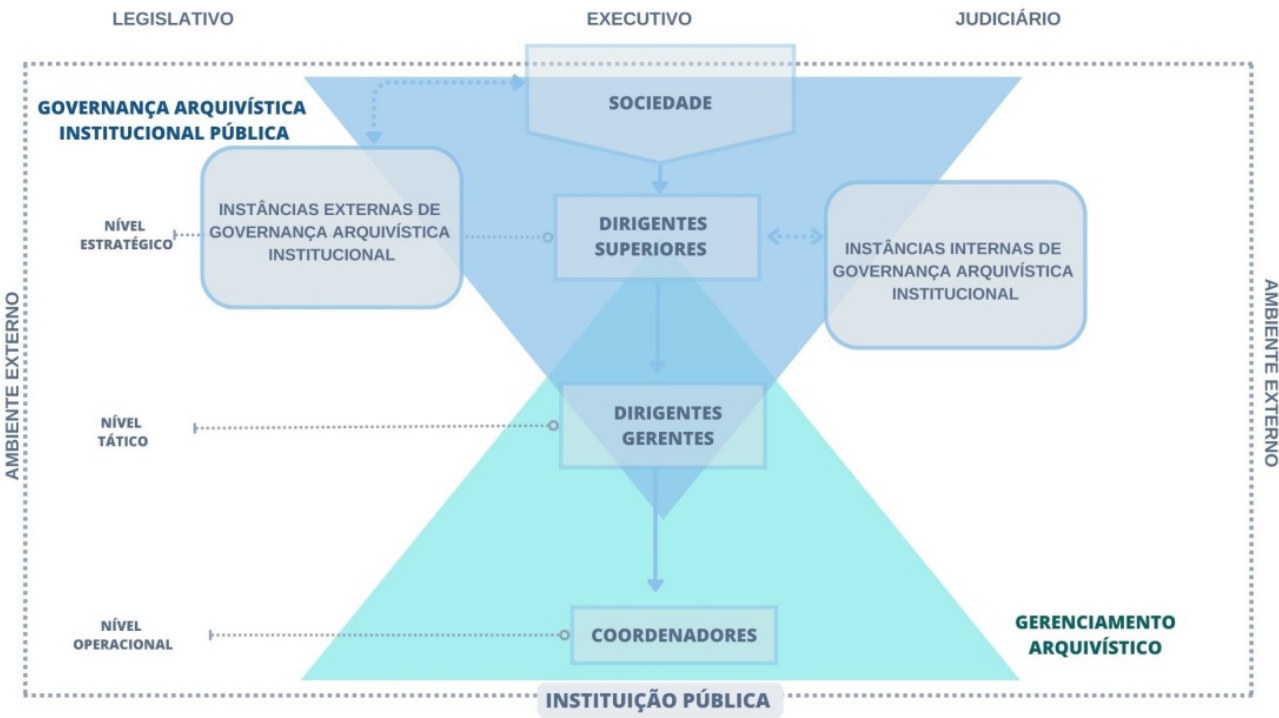 LEGISLATIVO
EXECUTIVO
JUDICIÁRIO
GOVERNANÇA ARQUIVÍSTICA
INSTITUCIONAL PÚBLICA
SOCIEDADE
INSTÂNCIAS EXTERNAS DE
GOVERNANÇA ARQUIVÍSTICA
INSTITUCIONAL
NÍVEL
ESTRATÉGICO
DIRIGENTES
SUPERIORES
INSTÂNCIAS INTERNAS DE
GOVERNANÇA ARQUIVÍSTICA
INSTITUCIONAL
AMBIENTE EXTERNO
AMBIENTE EXTERNO
NÍVEL
TÁTICO
DIRIGENTES
GERENTES
NÍVEL
OPERACIONAL
COORDENADORES
GERENCIAMENTO
ARQUIVÍSTICO
INSTITUIÇÃO PÚBLICA